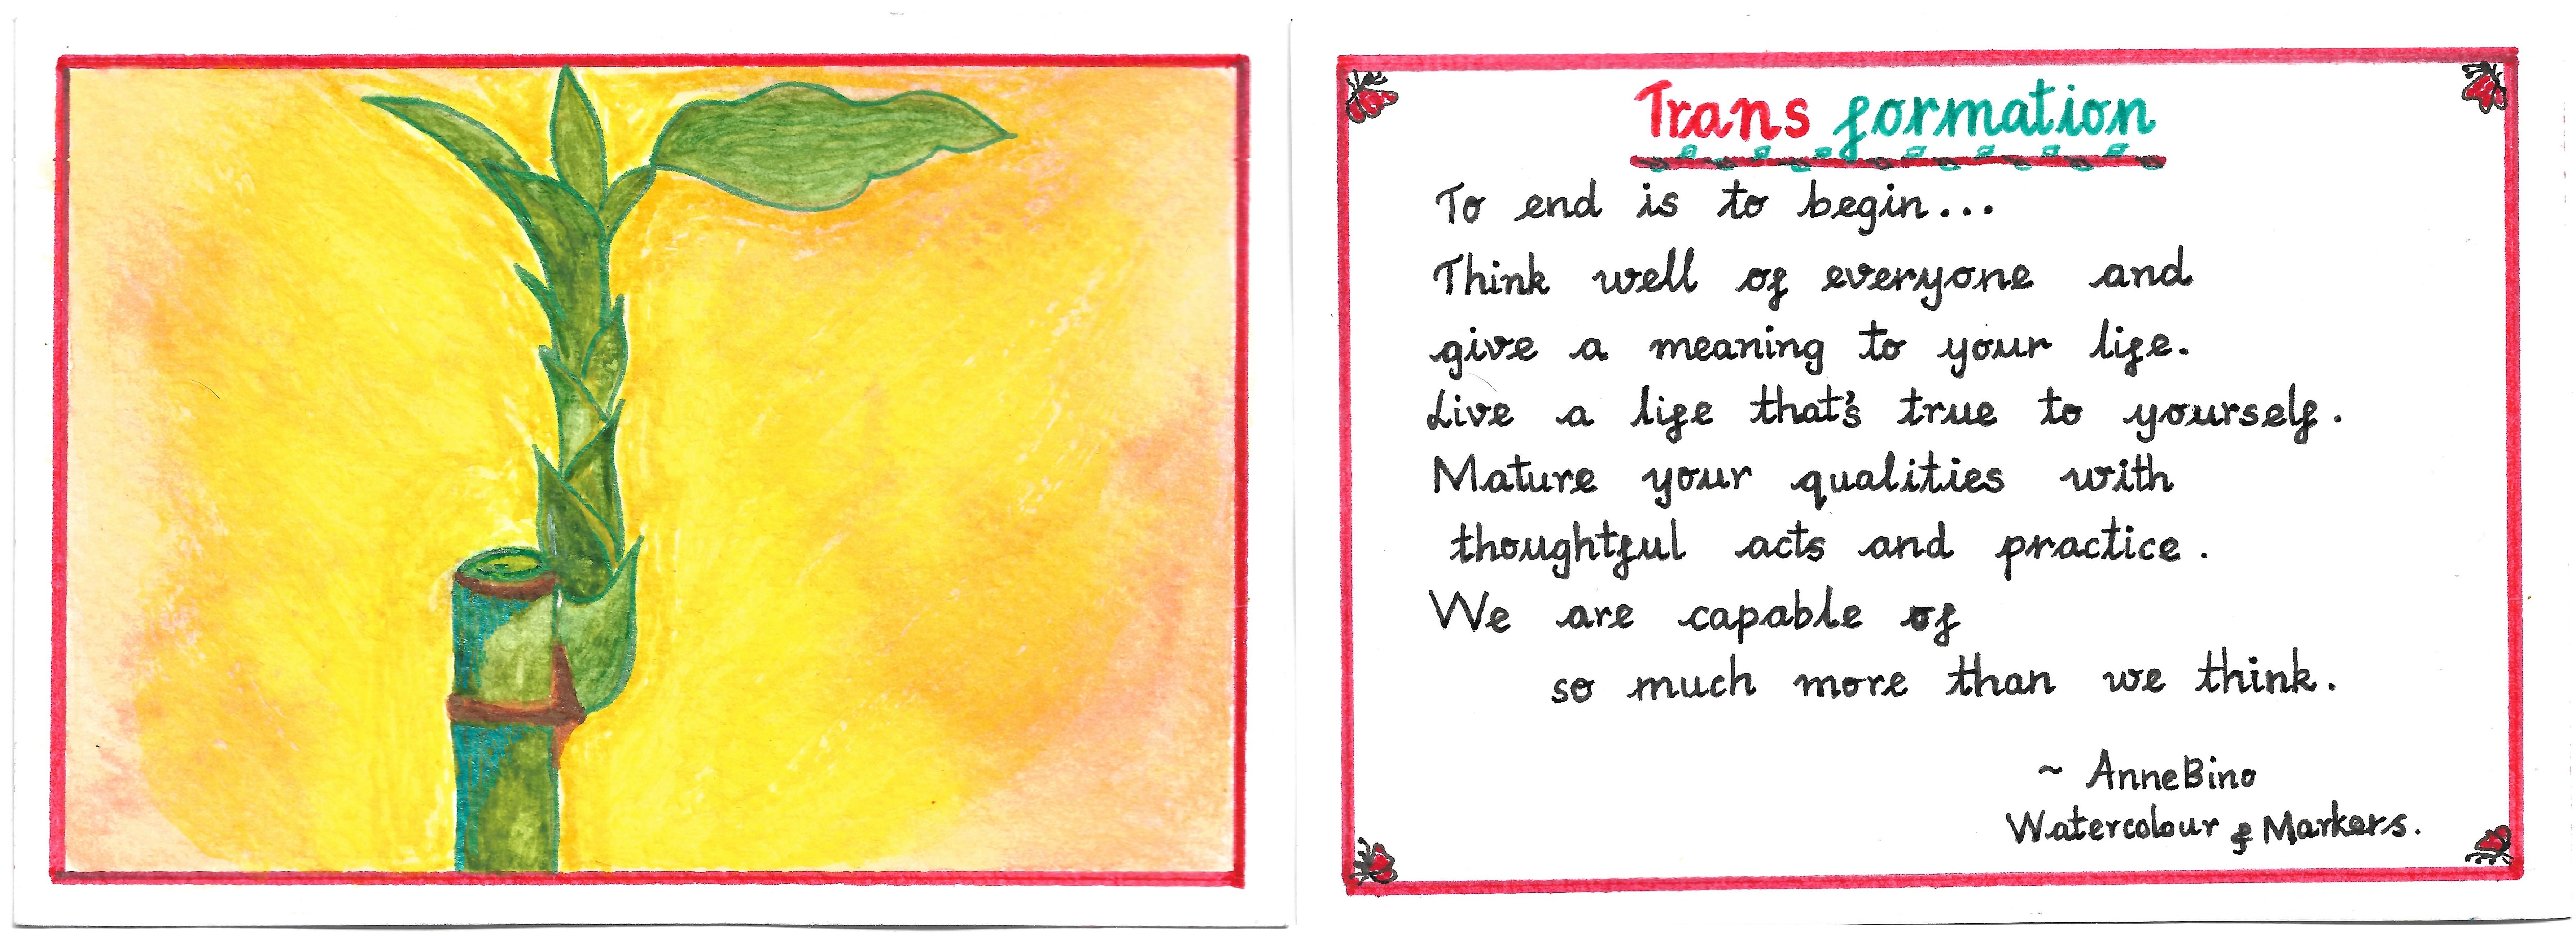 Trans formation
To end is to begin...
Think well of everyone and
give a meaning to your life.
Live a life that's true to yourself.
Mature your qualities with
thoughtful acts and practice.
We are capable of
so much more than we think.
~ AnneBino
Watercolour & Markers.